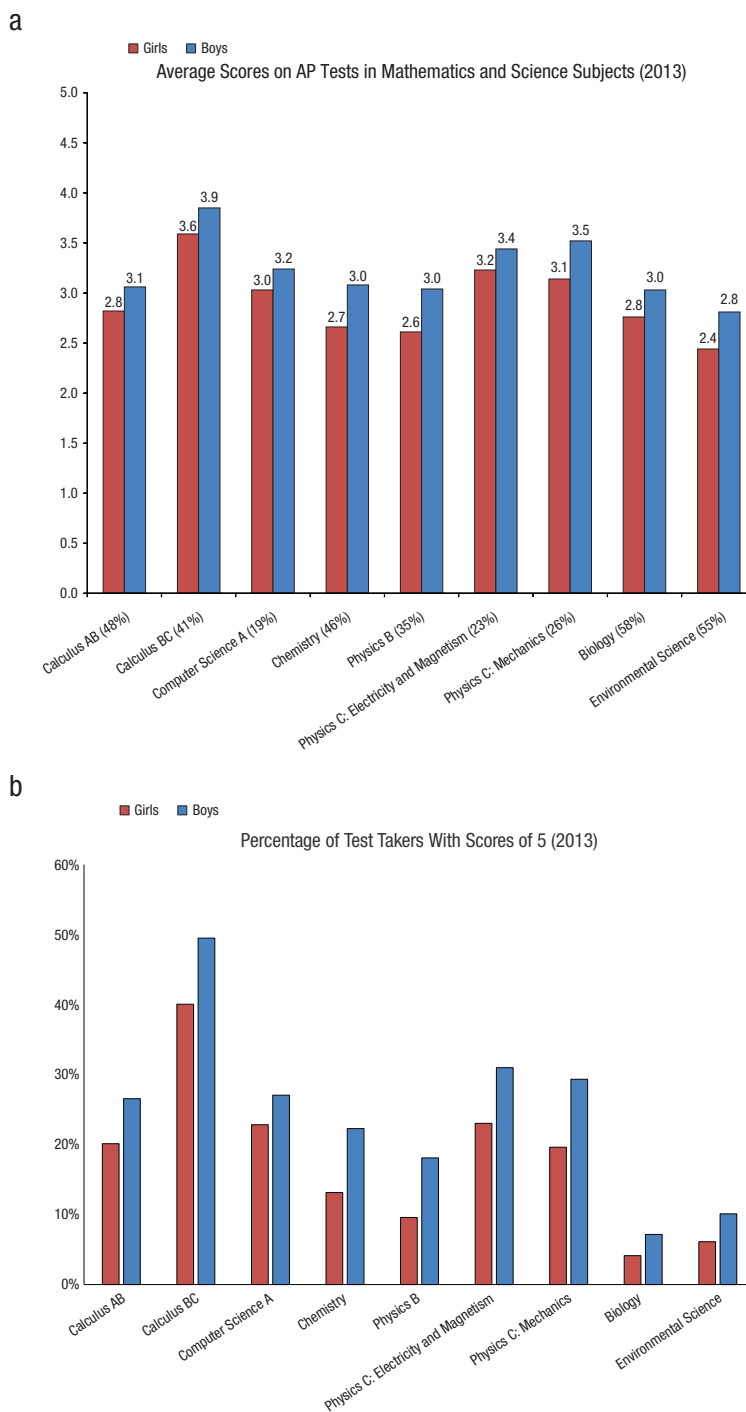 a
Girls Boys
Average Scores on AP Tests in Mathematics and Science Subjects (2013)
5.0
4.5
4.0
3.5
3.0
2.5
2.0
1.5
1.0
0.5
0.0
2.8 3.1 3.6 3.9 3.0 3.2 2.7 3.0 2.6 3.0 3.2 3.4 3.1 3.5 2.8 3.0 2.4 2.8
Calculus AB (48%)
Calculus BC (41%)
Computer Science A (19%)
Chemistry (46%)
Physics B (35%)
Physics C: Electricity and Magnetism (23%)
Physics C: Mechanics (26%)
Biology (58%)
Environmental Science (55%)
b
Girls Boys
Percentage of Test Takers With Scores of 5 (2013)
60%
50%
40%
30%
20%
10%
0%
Calculus AB
Calculus BC
Computer Science A
Chemistry
Physics B
Physics C: Electricity and Magnetism
Physics C: Mechanics
Biology
Environmental Science